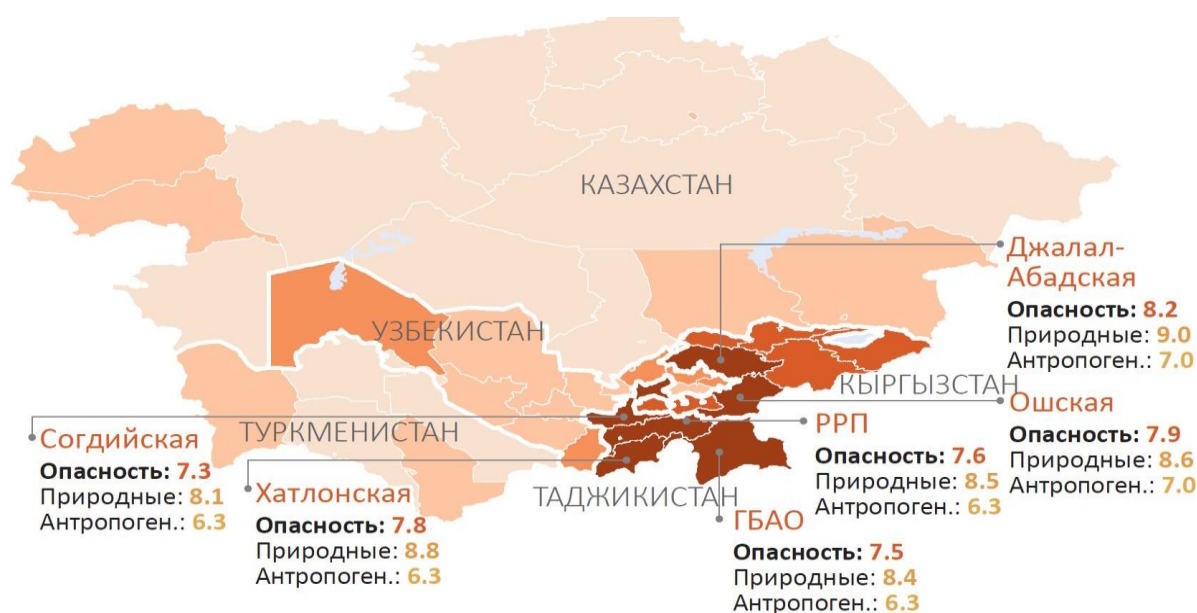 КАЗАХСТАН
УЗБЕКИСТАН
КЫРГЫЗСТАН
ТУРКМЕНИСТАН
ТАДЖИКИСТАН
Джалал-
Абадская
Опасность: 8.2
Природные: 9.0
Антропоген.: 7.0
Ошская
Опасность: 7.9
Природные: 8.6
Антропоген.: 7.0
РРП
Опасность: 7.6
Природные: 8.5
Антропоген.: 6.3
Согдийская
Опасность: 7.3
Природные: 8.1
Антропоген.: 6.3
Хатлонская
Опасность: 7.8
Природные: 8.8
Антропоген.: 6.3
ГБАО
Опасность: 7.5
Природные: 8.4
Антропоген.: 6.3